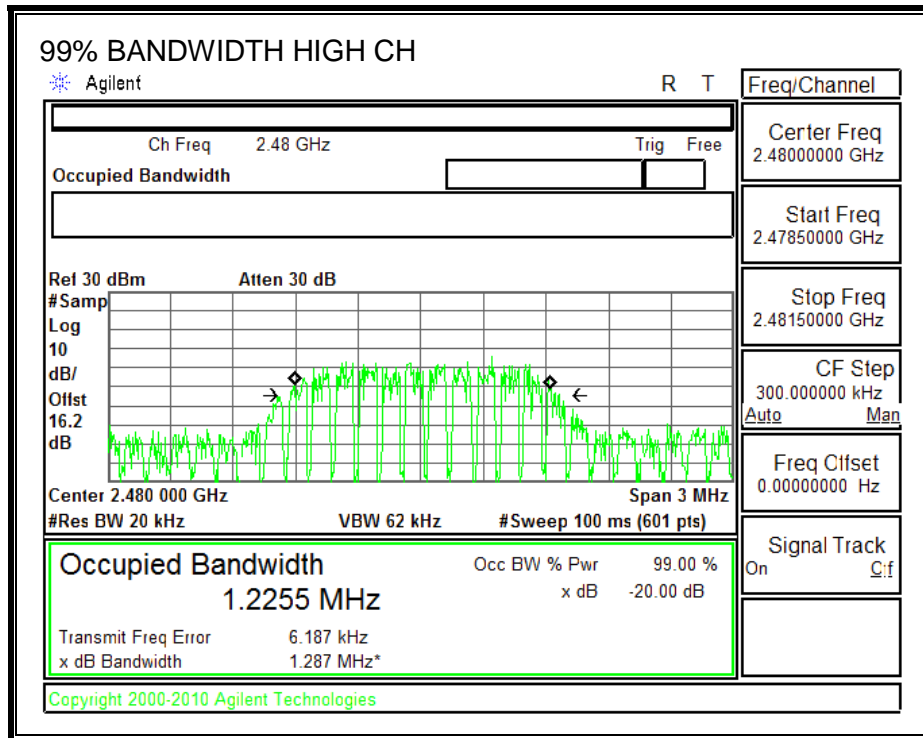 99% BANDWIDTH HIGH CH
Agilent R T
Freq/Channel
Ch Freq 2.48 GHz Trig Free
Occupied Bandwidth
Center Freq
2.48000000 GHz
Start Freq
2.47850000 GHz
Stop Freq
2.48150000 GHz
CF Step
300.000000 kHz
Auto Man
Freq Offset
0.00000000 Hz
Signal Track
On Off
Ref 30 dBm Atten 30 dB
#Samp
Log
10
dB/
Offst
16.2
dB
Center 2.480 000 GHz Span 3 MHz
#Res BW 20 kHz VBW 62 kHz #Sweep 100 ms (601 pts)
Occupied Bandwidth
1.2255 MHz
Occ BW % Pwr 99.00 %
x dB -20.00 dB
Transmit Freq Error 6.187 kHz
x dB Bandwidth 1.287 MHz*
Copyright 2000-2010 Agilent Technologies